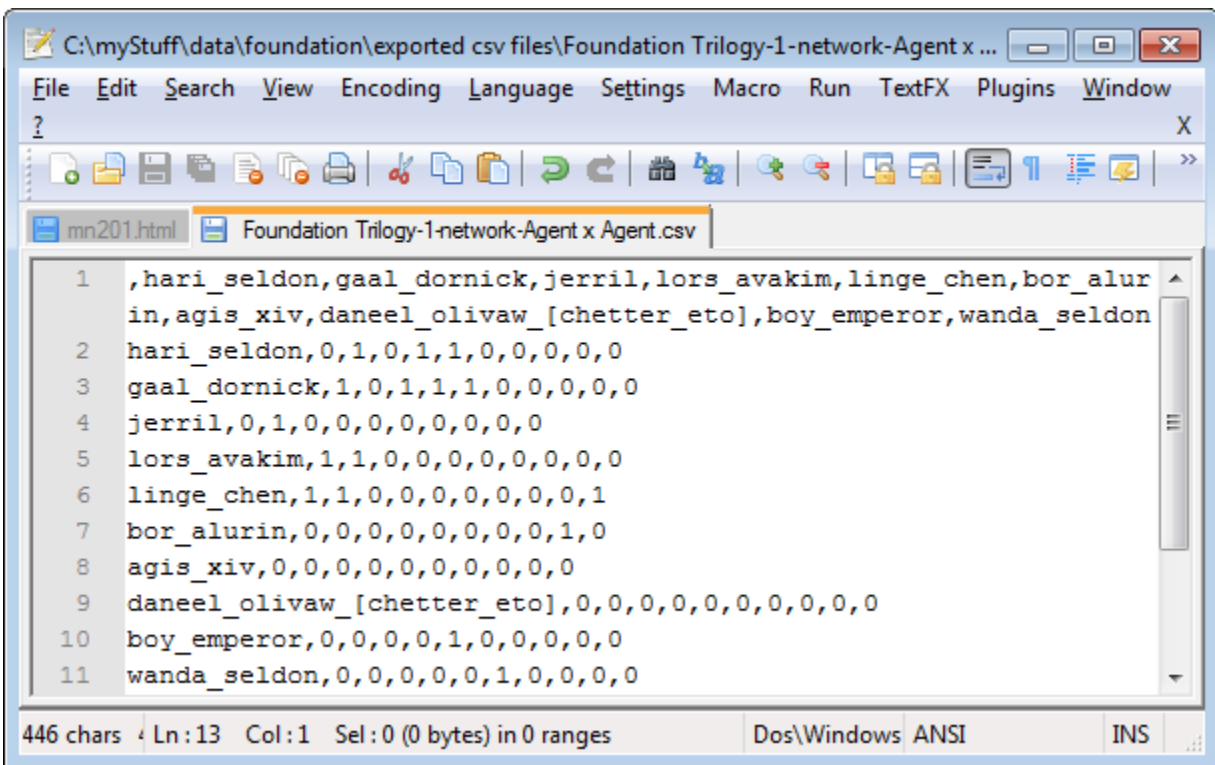 C:\myStuff\data\foundation\exported csv files\Foundation Trilogy-1-network-Agent x ...
File Edit Search View Encoding Language Settings Macro Run TextFX Plugins Window
? X
mn201.html Foundation Trilogy-1-network-Agent x Agent.csv
1 ,hari_seldon,gaal_dornick,jerril,lors_avakim,linge_chen,bor_alur
in,agis_xiv,daneel_olivaw_[chetter_eto],boy_emperor,wanda_seldon
2 hari_seldon,0,1,0,1,1,0,0,0,0,0
3 gaal_dornick,1,0,1,1,1,0,0,0,0,0
4 jerril,0,1,0,0,0,0,0,0,0,0
5 lors_avakim,1,1,0,0,0,0,0,0,0,0
6 linge_chen,1,1,0,0,0,0,0,0,0,1
7 bor_alurin,0,0,0,0,0,0,0,0,1,0
8 agis_xiv,0,0,0,0,0,0,0,0,0,0
9 daneel_olivaw_[chetter_eto],0,0,0,0,0,0,0,0,0,0
10 boy_emperor,0,0,0,0,1,0,0,0,0,0
11 wanda_seldon,0,0,0,0,0,1,0,0,0,0
446 chars Ln : 13 Col : 1 Sel : 0 (0 bytes) in 0 ranges Dos\Windows ANSI INS